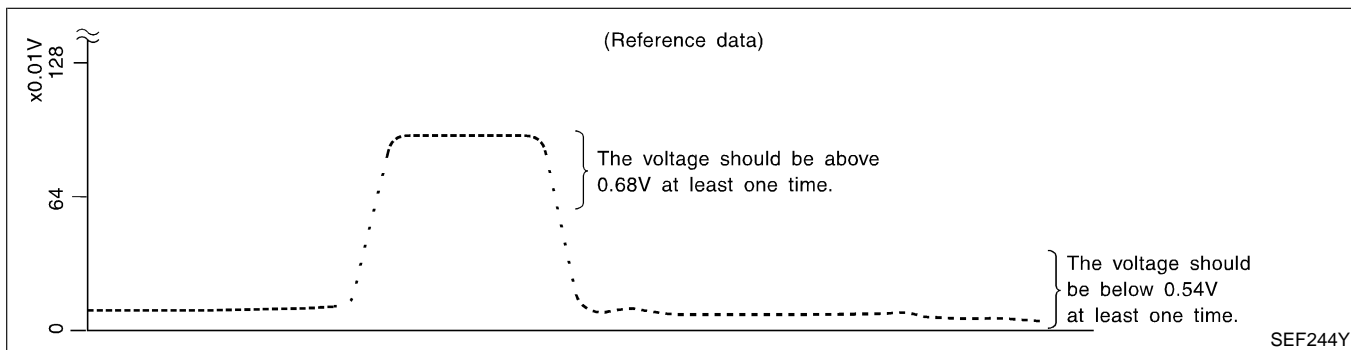 (Reference data)
x0.01V
128
64
0
The voltage should be above
0.68V at least one time.
The voltage should
be below 0.54V
at least one time.
SEF244Y